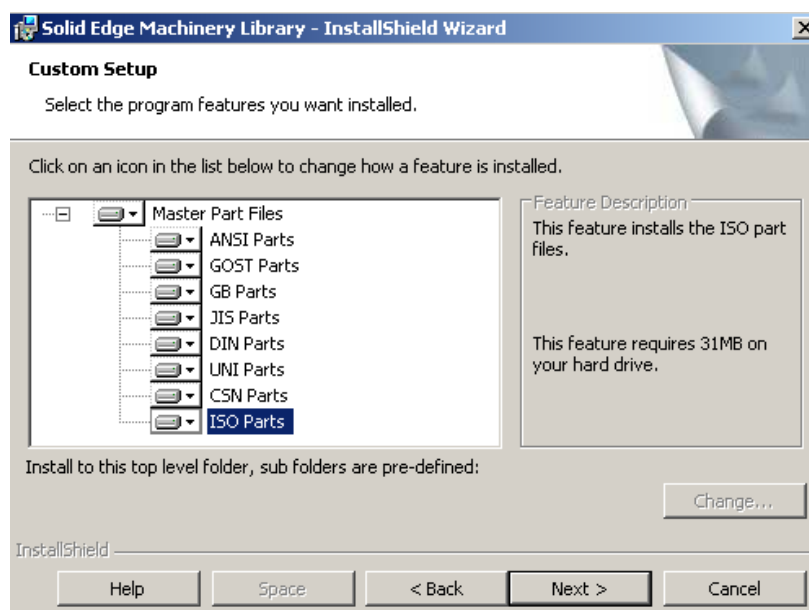 Solid Edge Machinery Library - InstallShield Wizard
Custom Setup
Select the program features you want installed.
Click on an icon in the list below to change how a feature is installed.
Master Part Files
ANSI Parts
GOST Parts
GB Parts
JIS Parts
DIN Parts
UNI Parts
CSN Parts
ISO Parts
Feature Description
This feature installs the ISO part
files.
This feature requires 31MB on
your hard drive.
Install to this top level folder, sub folders are pre-defined:
Change...
InstallShield
Help
Space
< Back
Next >
Cancel